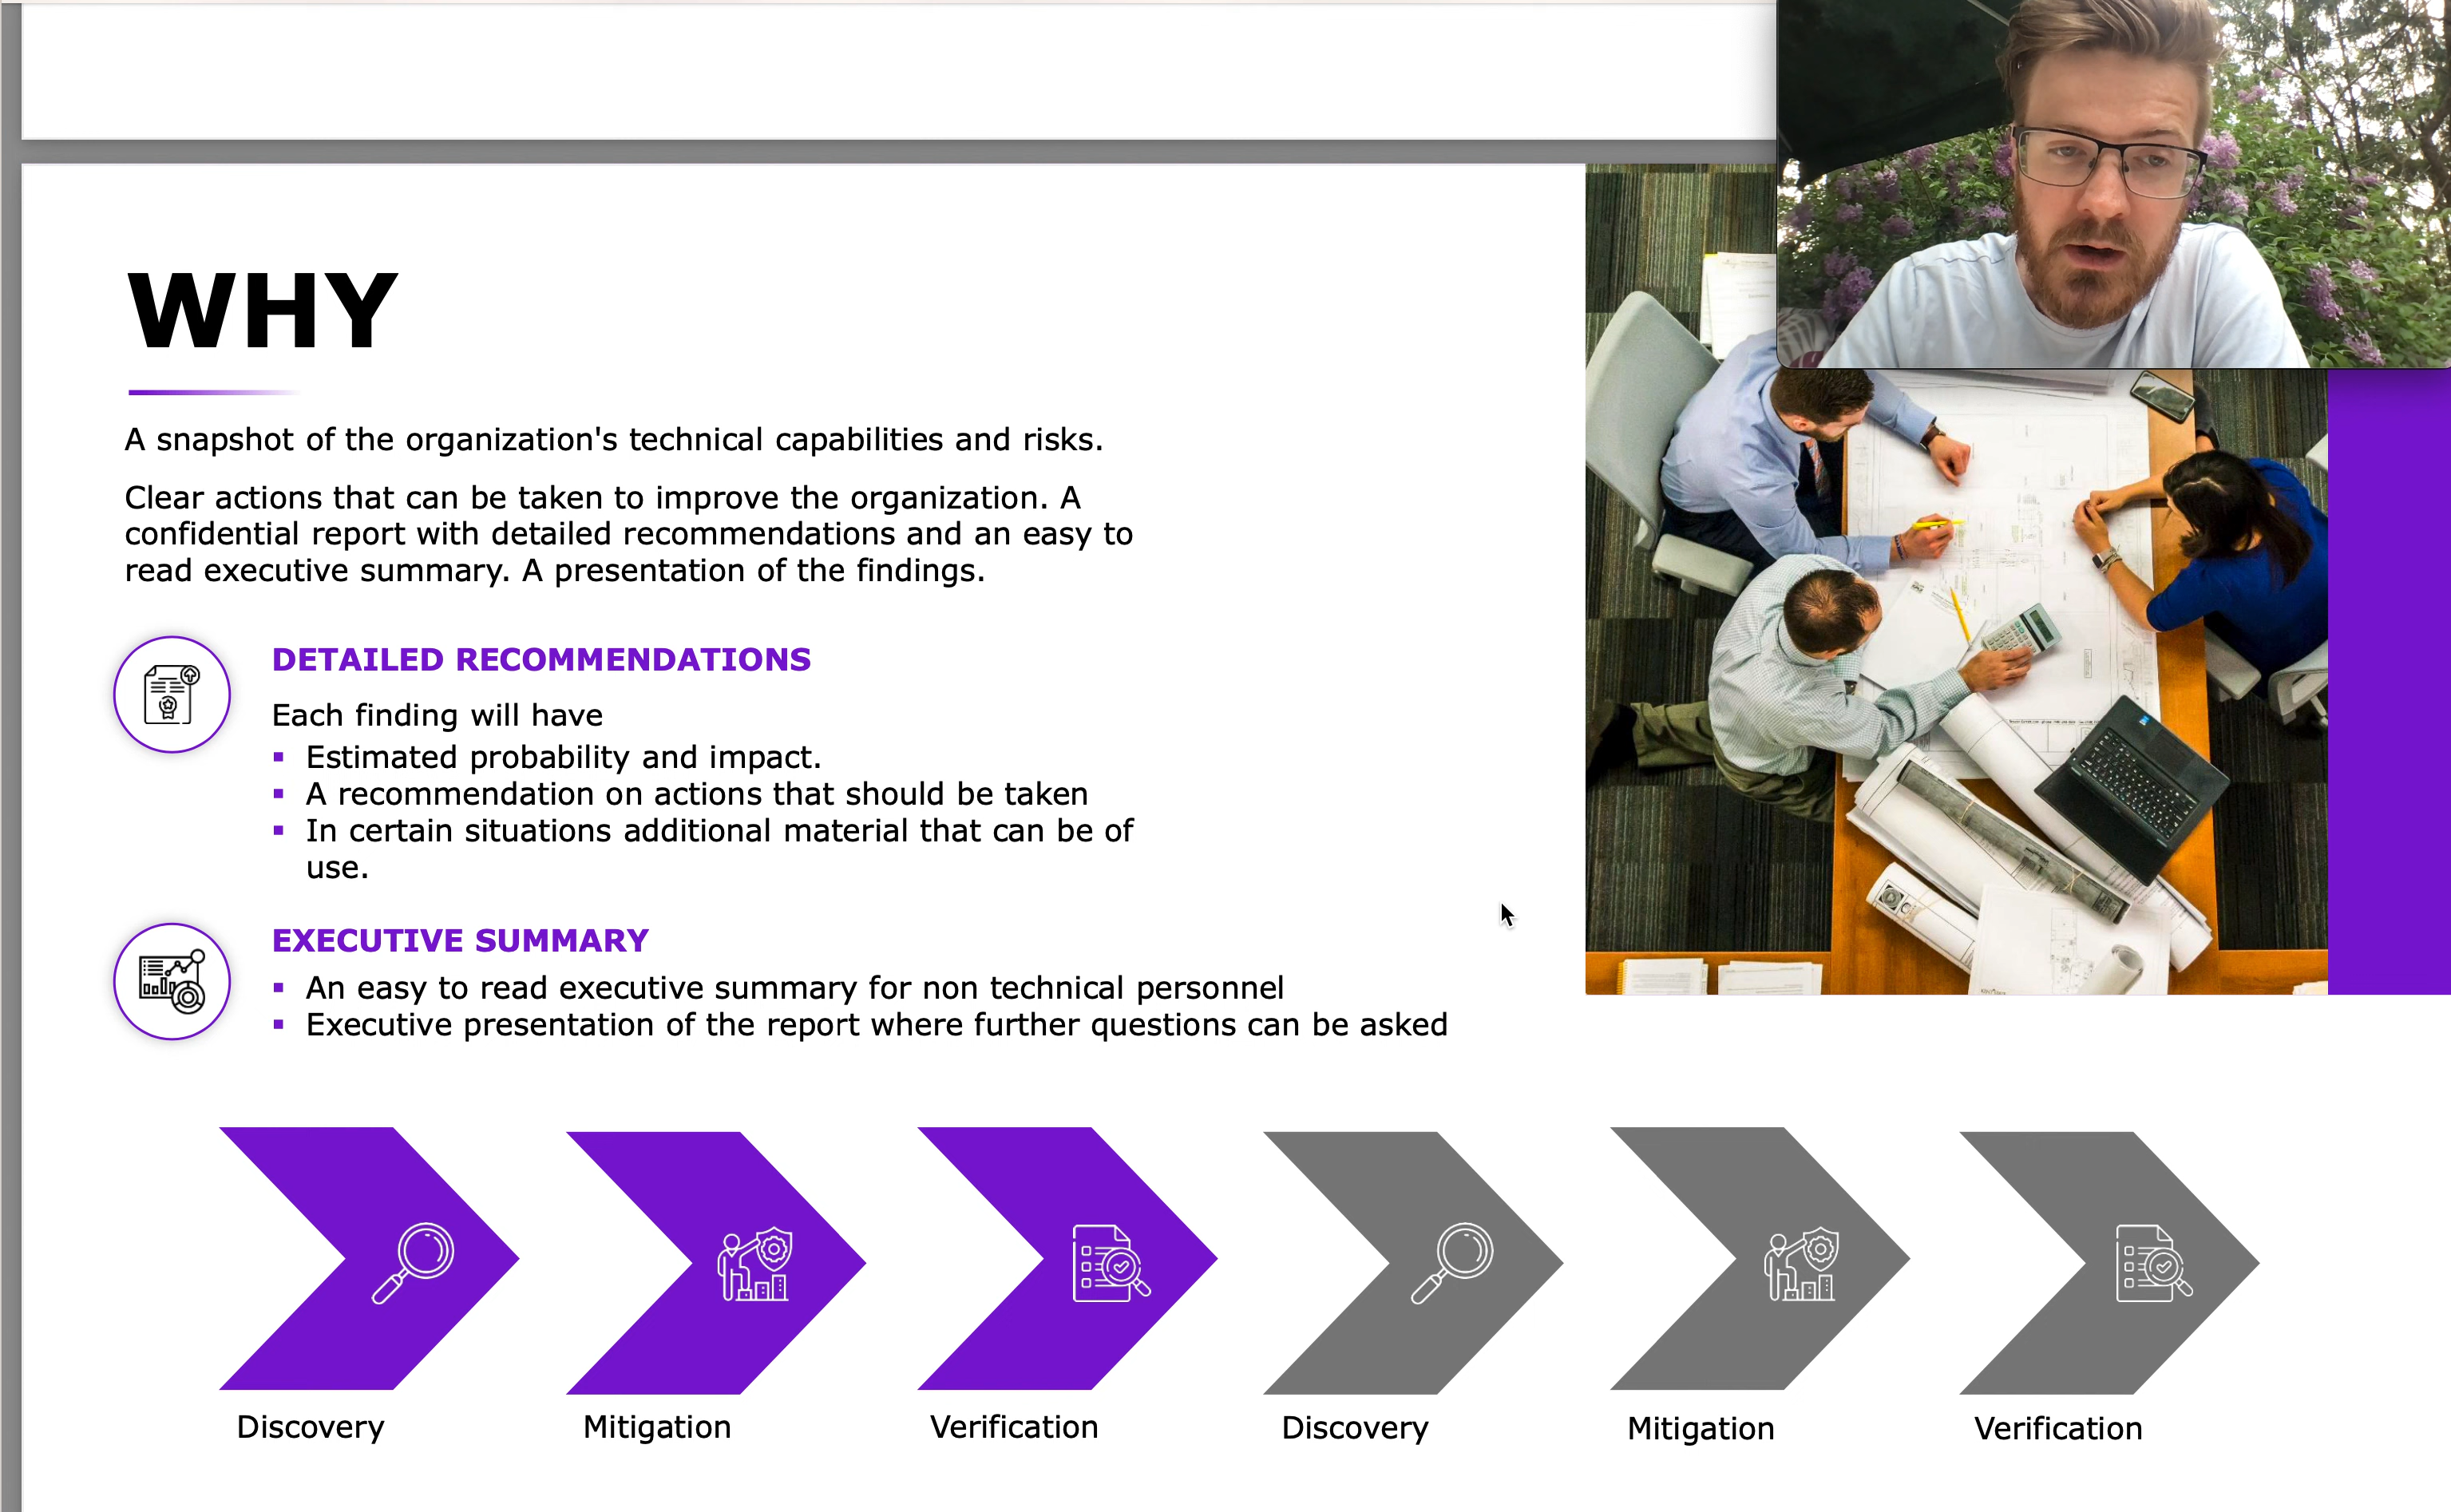 WHY
A snapshot of the organization's technical capabilities and risks.
Clear actions that can be taken to improve the organization. A
confidential report with detailed recommendations and an easy to
read executive summary. A presentation of the findings.
DETAILED RECOMMENDATIONS
Each finding will have
▪ Estimated probability and impact.
▪ A recommendation on actions that should be taken
▪ In certain situations additional material that can be of
use.
EXECUTIVE SUMMARY
▪ An easy to read executive summary for non technical personnel
▪ Executive presentation of the report where further questions can be asked
Discovery
Mitigation
Verification
Discovery
Mitigation
Verification